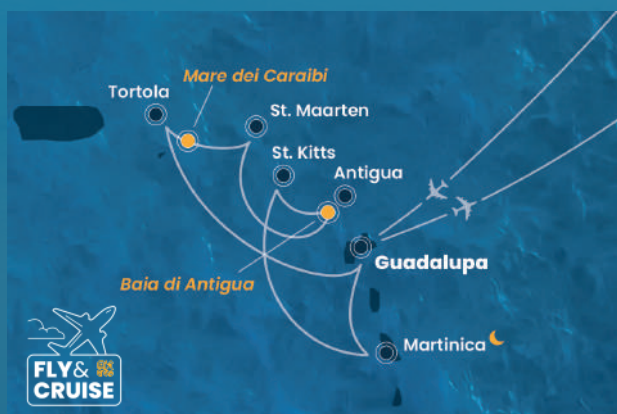 Mare dei Caraibi
Tortola
St. Maarten
St. Kitts
Antigua
Guadalupa
Baia di Antigua
Martinica
FLY&
CRUISE